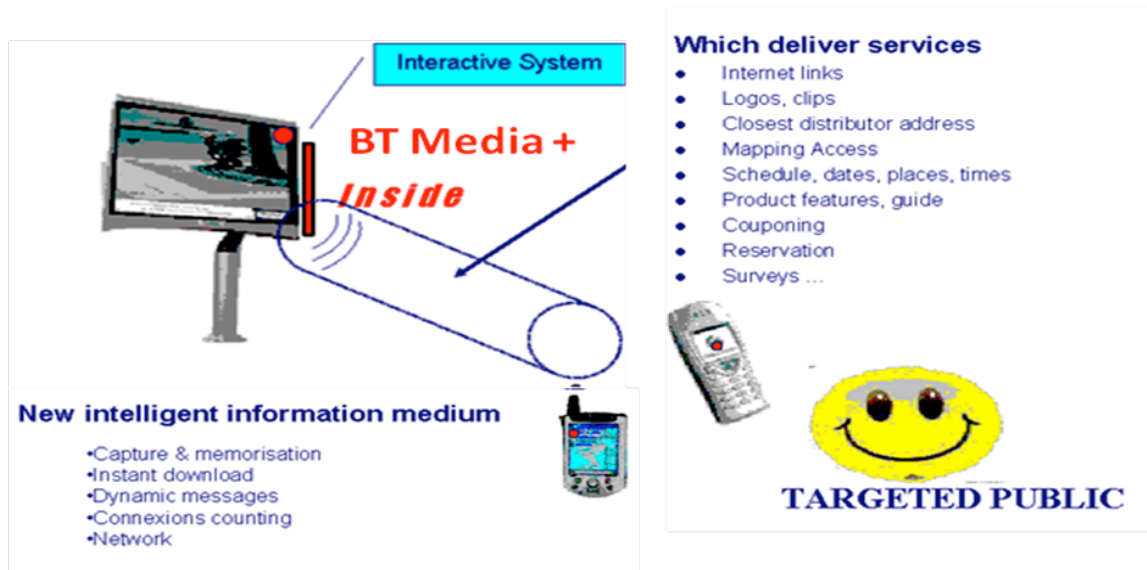 Interactive System
BT Media +
Inside
New intelligent information medium
•Capture & memorisation
•Instant download
•Dynamic messages
•Connexions counting
•Network
Which deliver services
• Internet links
• Logos, clips
• Closest distributor address
• Mapping Access
• Schedule, dates, places, times
• Product features, guide
• Couponing
• Reservation
• Surveys ...
TARGETED PUBLIC